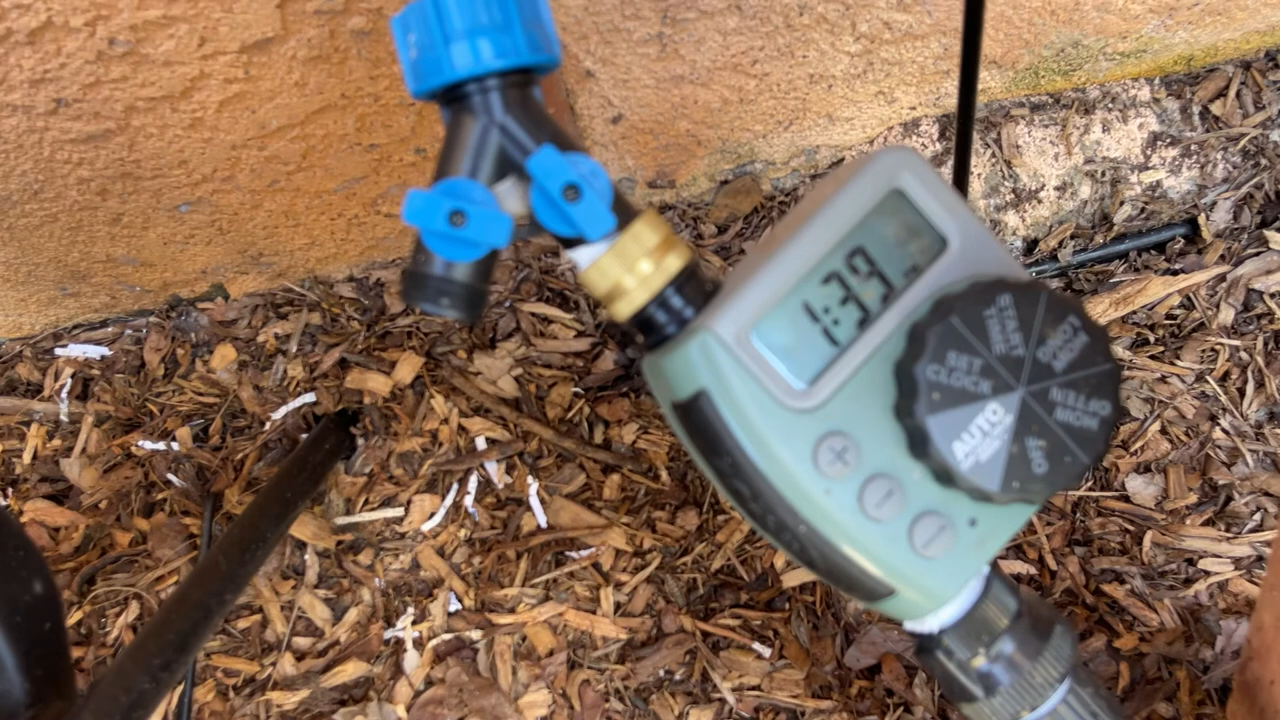 1:39
START
TIME
HOW
LONG
HOW
OFTEN
OFF
AUTO
SET
CLOCK
+
−